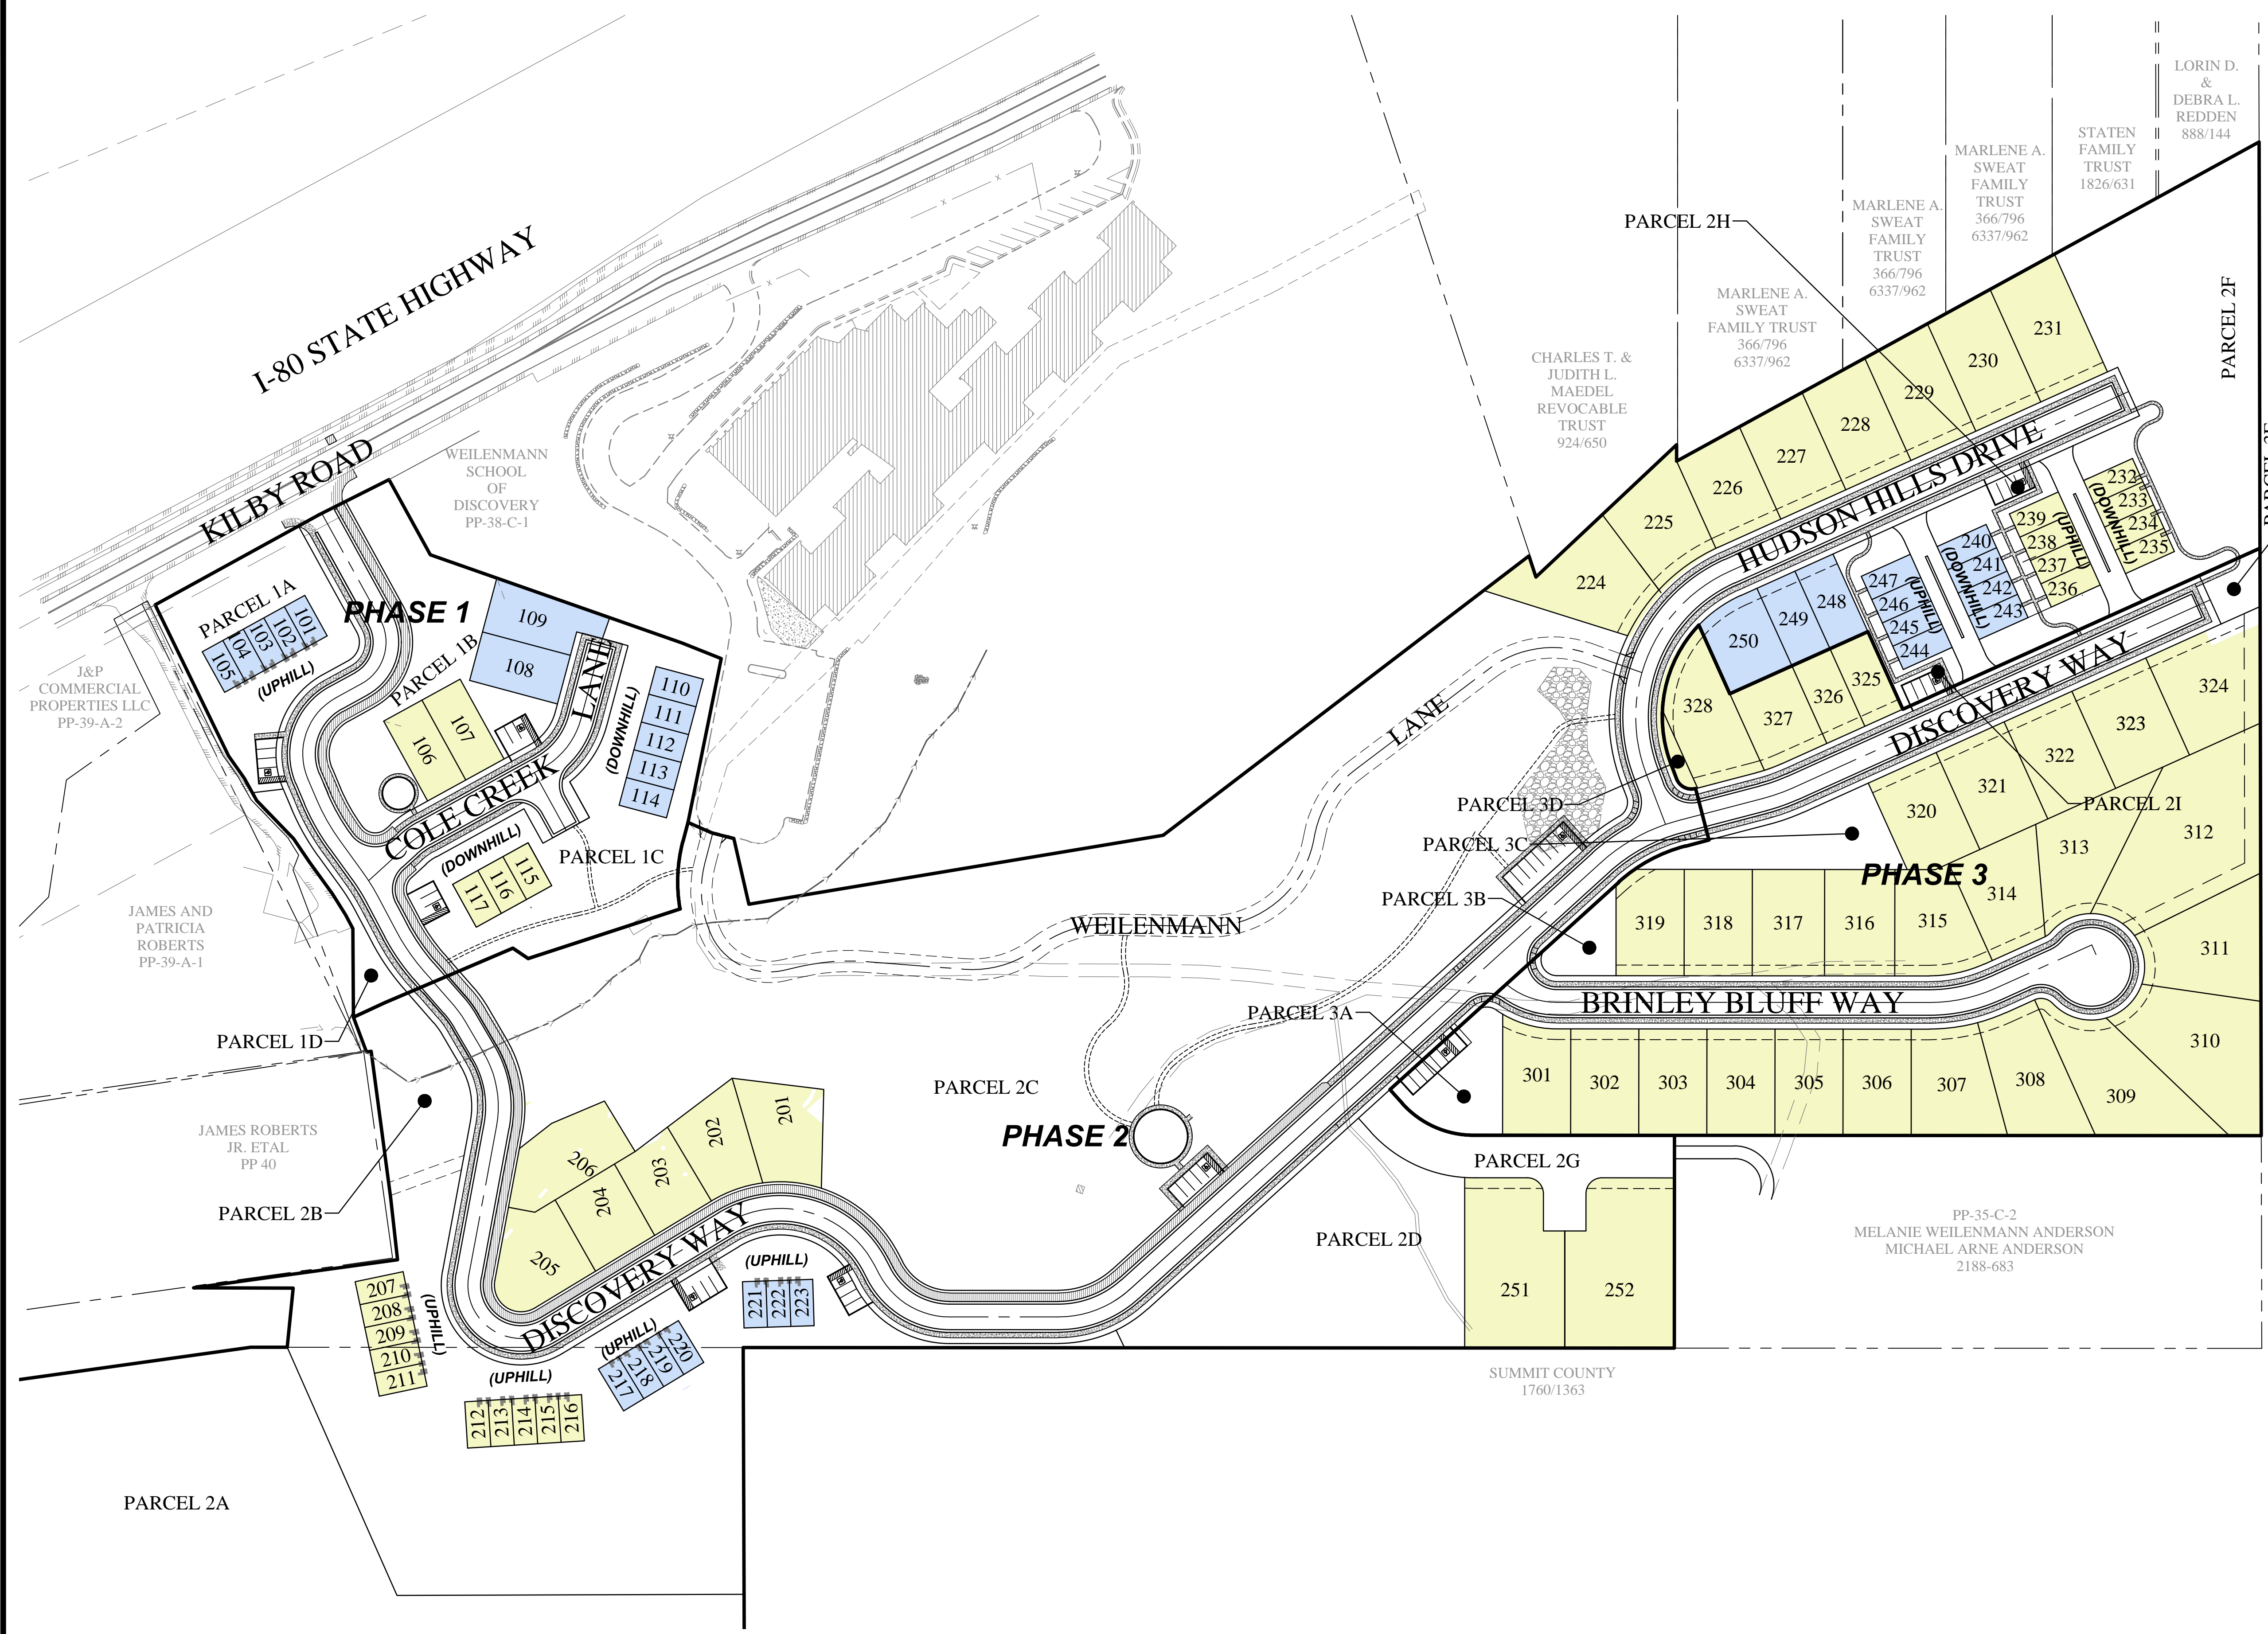 LORIN D.
&
DEBRA L.
REDDEN
888/144
STATEN
FAMILY
TRUST
1826/631
MARLENE A.
SWEAT
FAMILY
TRUST
366/796
6337/962
MARLENE A.
SWEAT
FAMILY
TRUST
366/796
6337/962
MARLENE A.
SWEAT
FAMILY TRUST
366/796
6337/962
CHARLES T. &
JUDITH L.
MAEDEL
REVOCABLE
TRUST
924/650
PARCEL 2H
PARCEL 2F
I-80 STATE HIGHWAY
KILBY ROAD
WEILENMANN
SCHOOL
OF
DISCOVERY
PP-38-C-1
J&P
COMMERCIAL
PROPERTIES LLC
PP-39-A-2
PARCEL 1A
PHASE 1
101
102
103
104
105
(UPHILL)
PARCEL 1B
106
107
108
109
LAND
COLE CREEK
(DOWNHILL)
110
111
112
113
114
(DOWNHILL)
115
116
117
PARCEL 1C
JAMES AND
PATRICIA
ROBERTS
PP-39-A-1
PARCEL 1D
JAMES ROBERTS
JR. ETAL
PP 40
PARCEL 2B
PARCEL 2A
201
202
203
204
205
206
DISCOVERY WAY
207
208
209
210
211
(UPHILL)
(UPHILL)
212
213
214
215
216
(UPHILL)
217
218
219
220
(UPHILL)
221
222
223
WEILENMANN
LANE
PARCEL 2C
PHASE 2
PARCEL 2D
PARCEL 2G
251
252
SUMMIT COUNTY
1760/1363
PP-35-C-2
MELANIE WEILENMANN ANDERSON
MICHAEL ARNE ANDERSON
2188-683
224
225
226
227
228
229
230
231
HUDSON HILLS DRIVE
232
233
234
235
(DOWNHILL)
239
238
237
236
(UPHILL)
240
241
242
243
(DOWNHILL)
247
246
245
244
(UPHILL)
248
249
250
325
326
327
328
DISCOVERY WAY
PARCEL 2I
PARCEL 3D
PARCEL 3C
PARCEL 3B
PARCEL 3A
PHASE 3
324
323
322
321
320
312
313
314
315
316
317
318
319
311
310
BRINLEY BLUFF WAY
301
302
303
304
305
306
307
308
309